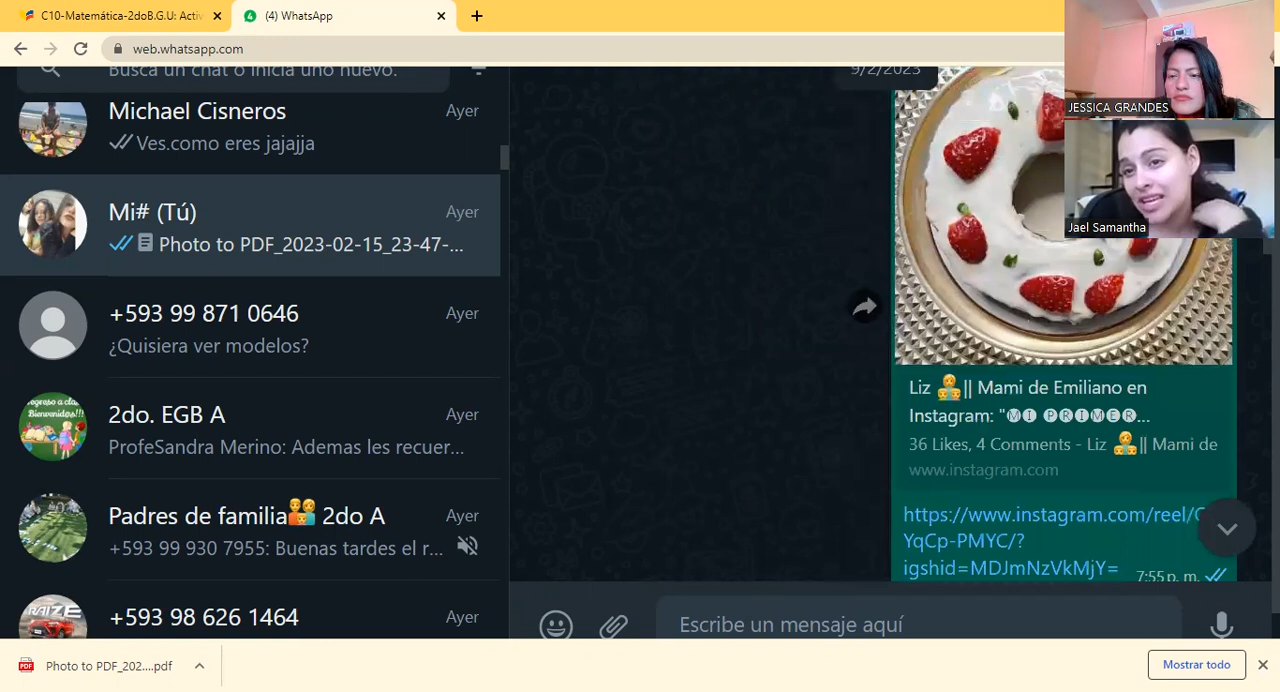 C10-Matemática-2doB.G.U: Activ
(4) WhatsApp
web.whatsapp.com
Busca un chat o inicia uno nuevo.
Michael Cisneros
Ayer
Ves.como eres jajajja
Mi# (Tú)
Ayer
Photo to PDF_2023-02-15_23-47-...
+593 99 871 0646
Ayer
¿Quisiera ver modelos?
2do. EGB A
Ayer
ProfeSandra Merino: Ademas les recuer...
Padres de familia👨‍👩‍👦 2do A
Ayer
+593 99 930 7955: Buenas tardes el r...
+593 98 626 1464
Ayer
RAIZE
Bienvenidos!!!
9/2/2023
Liz 👩‍🍼|| Mami de Emiliano en
Instagram: "🅜🅘 🅟🅡🅘🅜🅔🅡...
36 Likes, 4 Comments - Liz 👩‍🍼|| Mami de
www.instagram.com
https://www.instagram.com/reel/C
YqCp-PMYC/?
igshid=MDJmNzVkMjY=
7:55 p. m.
Escribe un mensaje aquí
JESSICA GRANDES
Jael Samantha
PDF
Photo to PDF_202....pdf
Mostrar todo